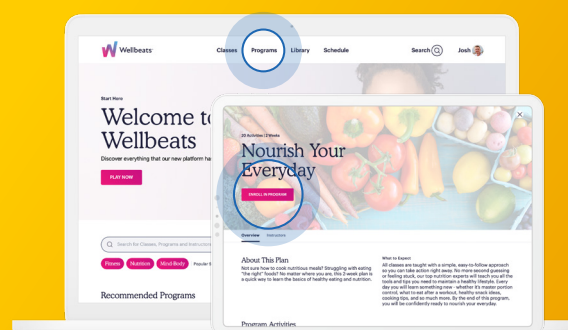 Wellbeats
Classes Programs Library Schedule Search Josh
Start Here
Welcome to
Wellbeats
Discover everything that our new platform ha
PLAY NOW
Search for Classes, Programs and Instructors
Fitness Nutrition Mind-Body Popular S
Recommended Programs
20 Activities | 2 Weeks
Nourish Your
Everyday
ENROLL IN PROGRAM
Overview Instructors
About This Plan
Not sure how to cook nutritious meals? Struggling with eating
"the right" foods? No matter where you are, this 2-week plan is
a quick way to learn the basics of healthy eating and nutrition.
What to Expect
All classes are taught with a simple, easy-to-follow approach
so you can take action right away. No more second guessing
or feeling stuck, our top nutrition experts will teach you all the
tools and tips you need to maintain a healthy lifestyle. Every
day you will learn something new - whether it's master portion
control, what to eat after a workout, healthy snack ideas,
cooking tips, and so much more. By the end of this program,
you will be confidently ready to nourish your everyday.
Program Activities